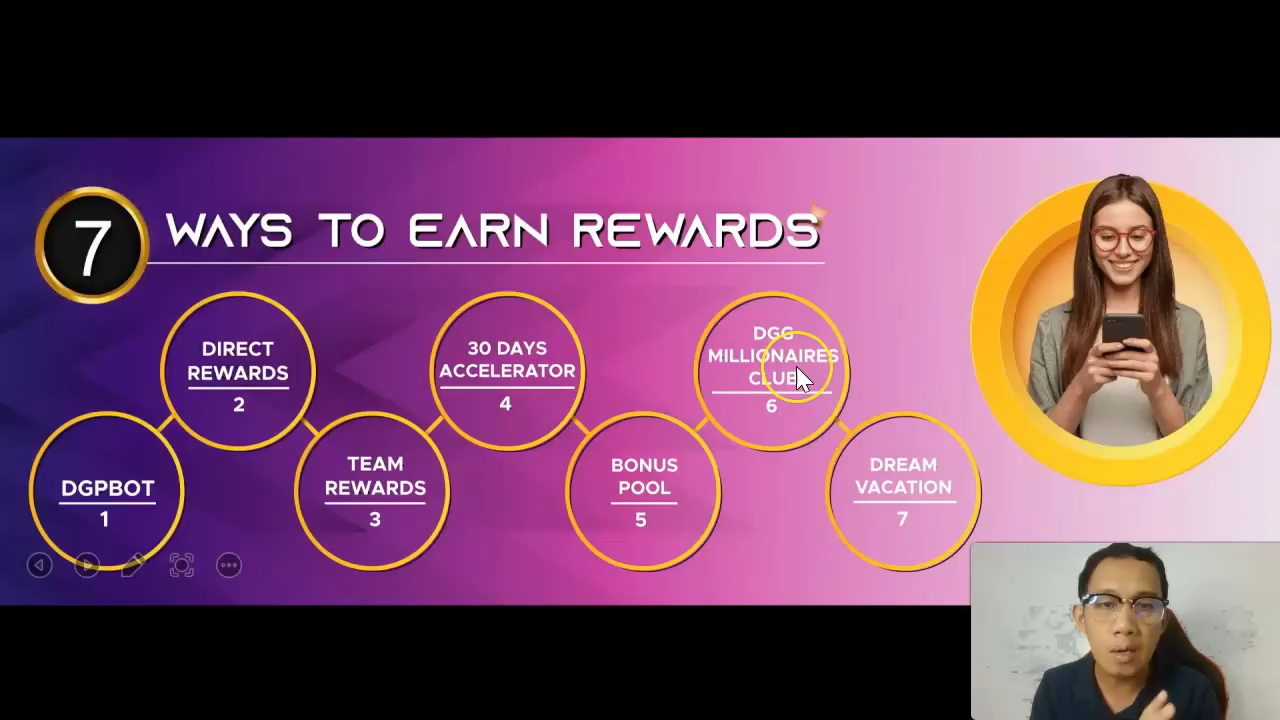 7
WAYS TO EARN REWARDS
DGPBOT
1
DIRECT
REWARDS
2
TEAM
REWARDS
3
30 DAYS
ACCELERATOR
4
BONUS
POOL
5
DGG
MILLIONAIRES
CLUB
6
DREAM
VACATION
7